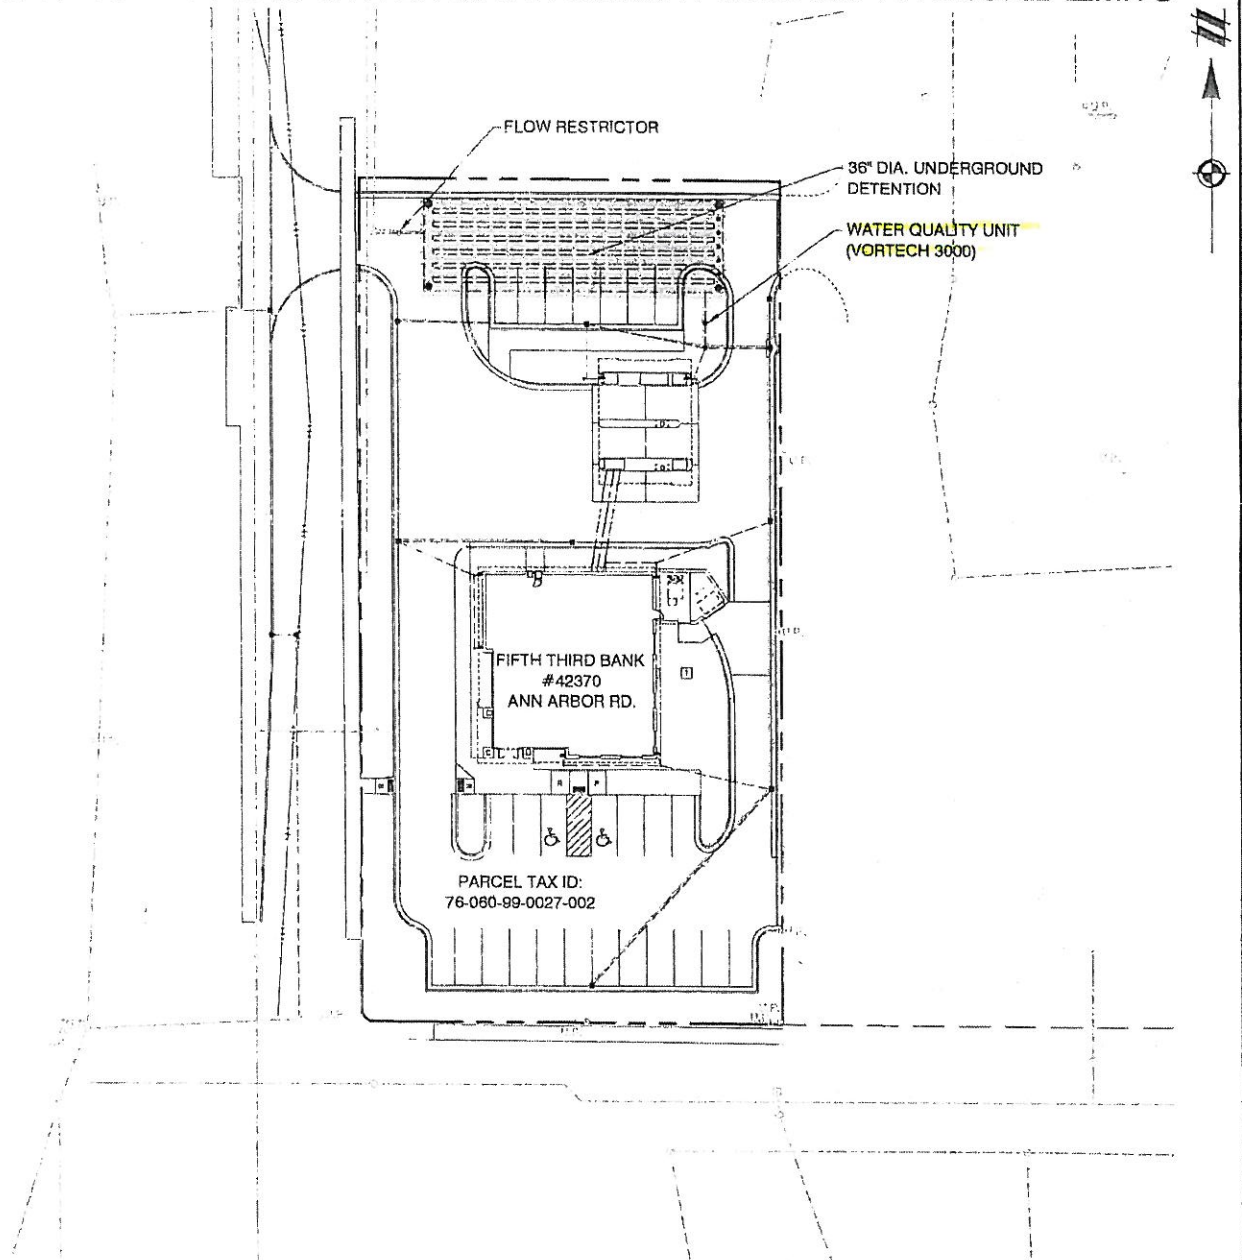 FLOW RESTRICTOR
36" DIA. UNDERGROUND
DETENTION
WATER QUALITY UNIT
(VORTECH 3000)
FIFTH THIRD BANK
#42370
ANN ARBOR RD.
PARCEL TAX ID:
76-060-99-0027-002